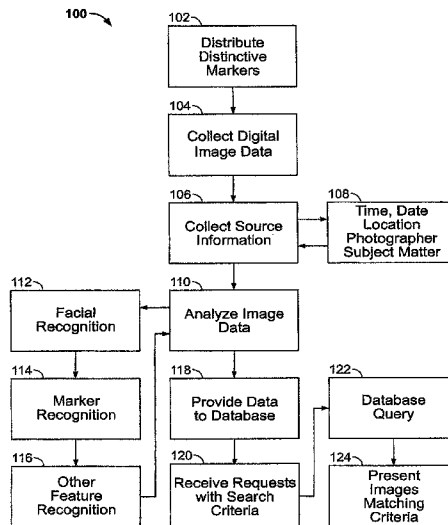 100
102
Distribute
Distinctive
Markers
104
Collect Digital
Image Data
106
Collect Source
Information
108
Time, Date
Location
Photographer
Subject Matter
110
Analyze Image
Data
112
Facial
Recognition
114
Marker
Recognition
116
Other
Feature
Recognition
118
Provide Data
to Database
120
Receive Requests
with Search
Criteria
122
Database
Query
124
Present
Images
Matching
Criteria